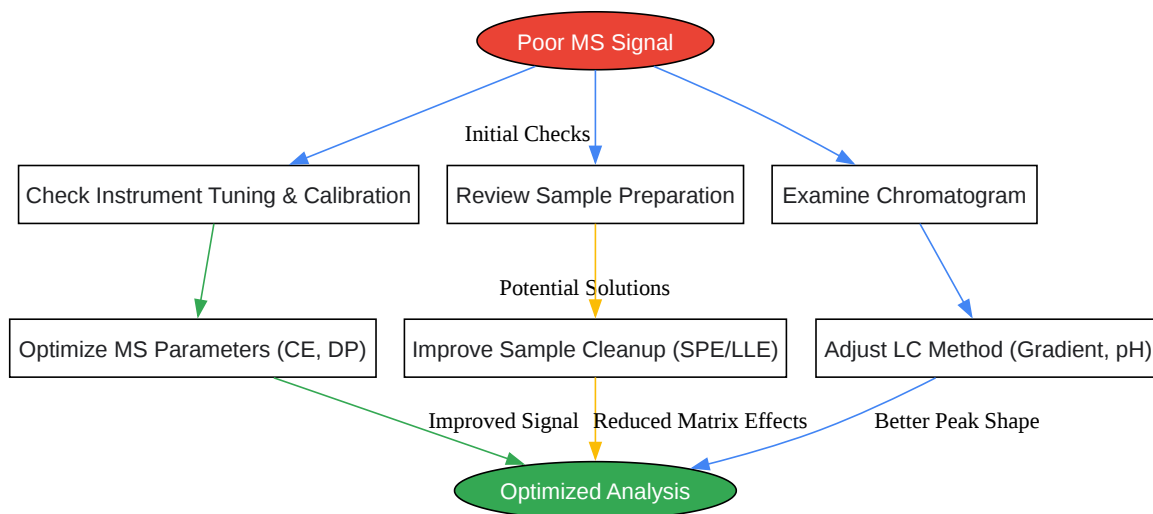 Poor MS Signal
Initial Checks
Check Instrument Tuning & Calibration
Review Sample Preparation
Examine Chromatogram
Potential Solutions
Optimize MS Parameters (CE, DP)
Improve Sample Cleanup (SPE/LLE)
Adjust LC Method (Gradient, pH)
Improved Signal
Reduced Matrix Effects
Better Peak Shape
Optimized Analysis